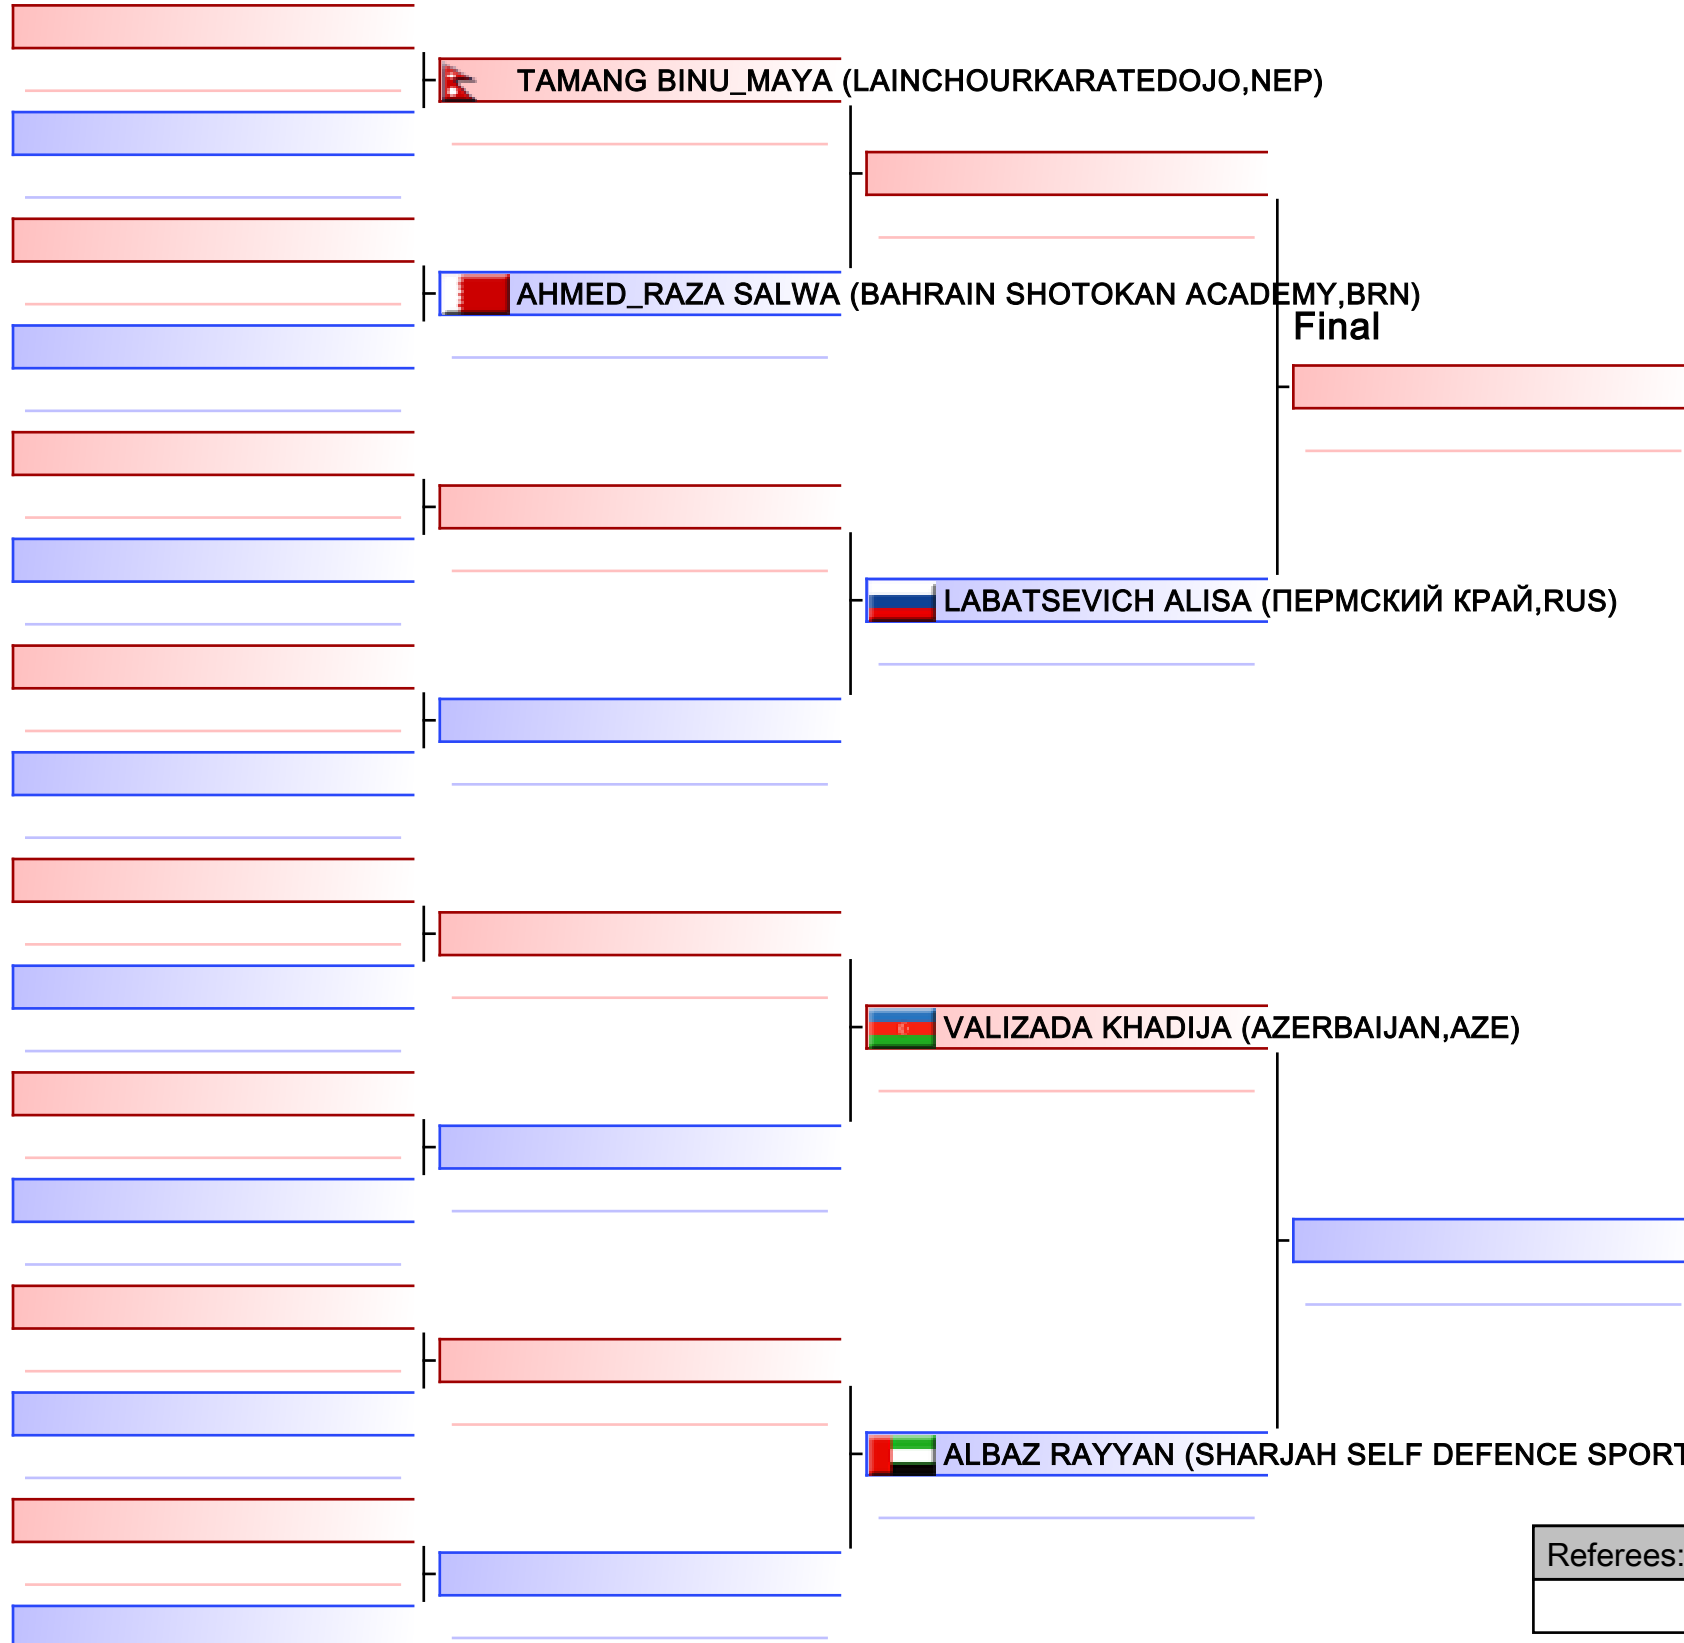 TAMANG BINU_MAYA (LAINCHOURKARATEDOJO,NEP)
AHMED_RAZA SALWA (BAHRAIN SHOTOKAN ACADEMY,BRN)
Final
LABATSEVICH ALISA (ПЕРМСКИЙ КРАЙ,RUS)
VALIZADA KHADIJA (AZERBAIJAN,AZE)
ALBAZ RAYYAN (SHARJAH SELF DEFENCE SPORT
Referees: